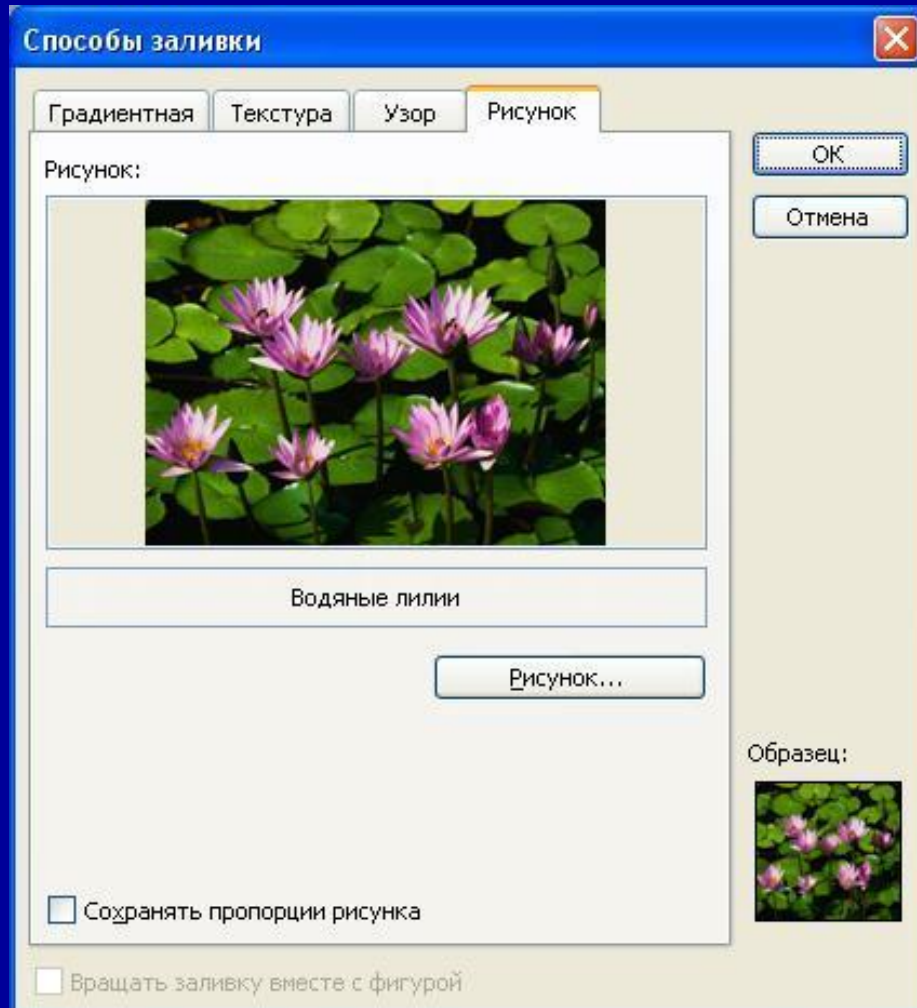 Способы заливки
Градиентная Текстура Узор Рисунок
Рисунок:
ОК
Отмена
Водяные лилии
Рисунок...
Образец:
Сохранять пропорции рисунка
Вращать заливку вместе с фигурой